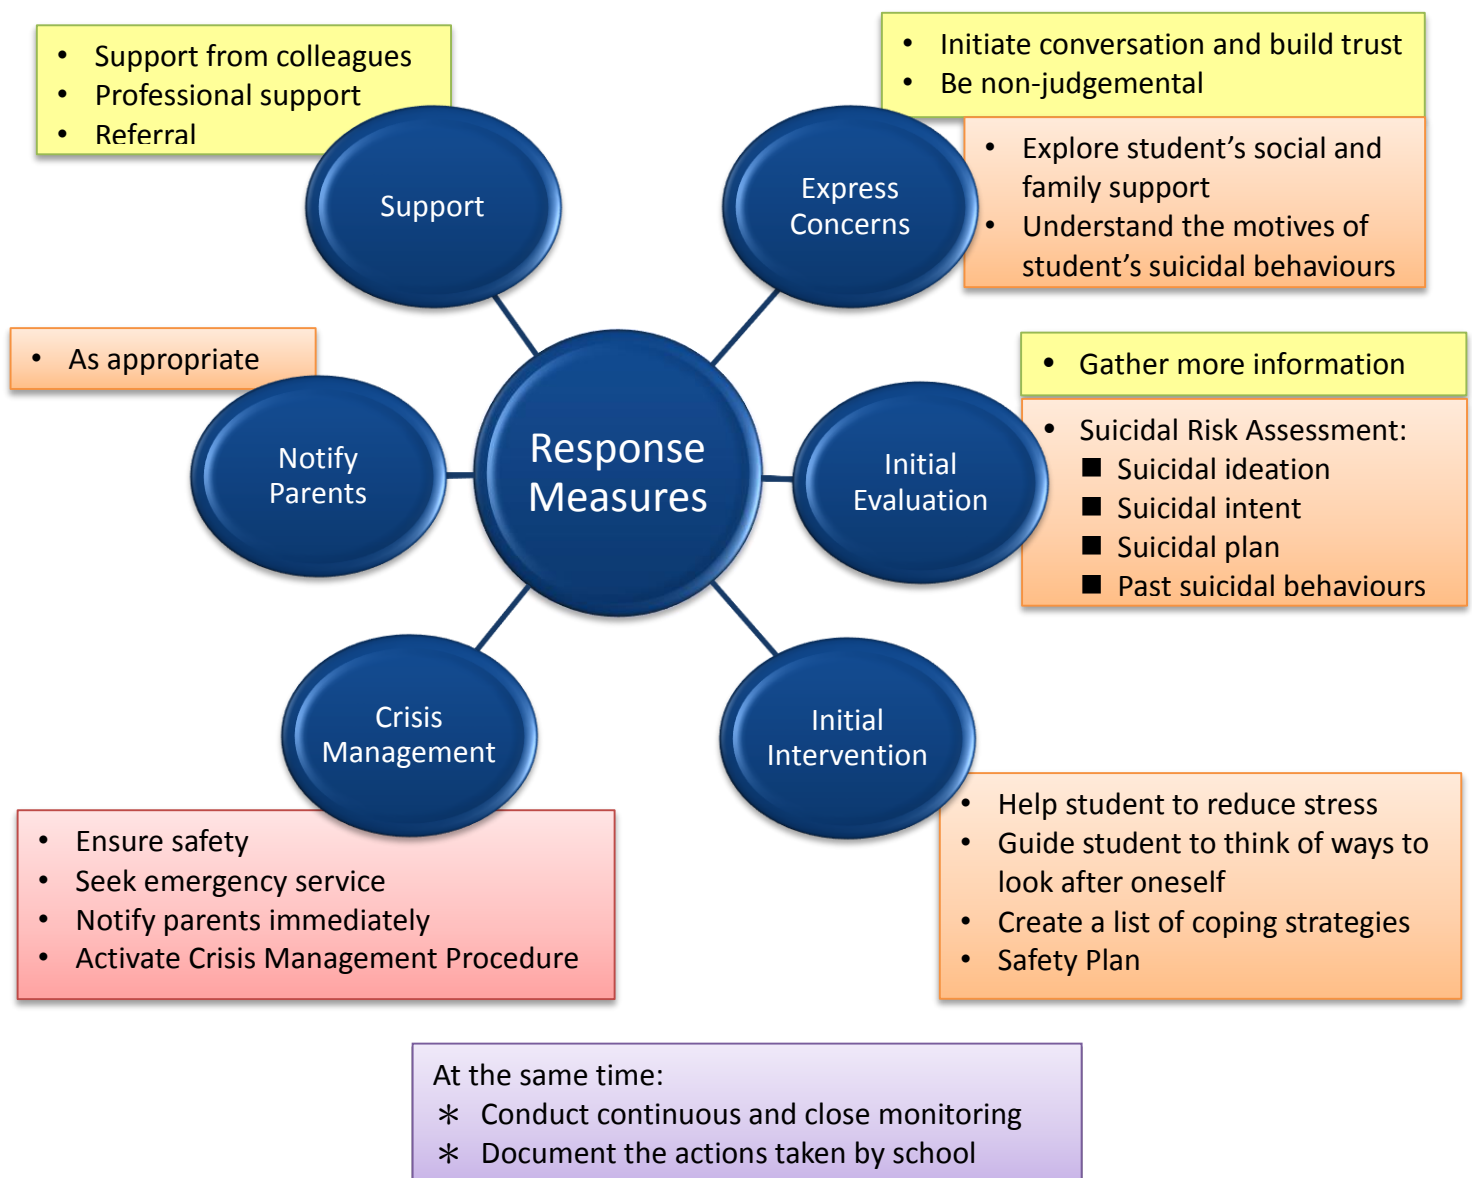 • Support from colleagues
• Professional support
• Referral
Support
• Initiate conversation and build trust
• Be non-judgemental
• Explore student’s social and
family support
• Understand the motives of
student’s suicidal behaviours
Express
Concerns
• As appropriate
Notify
Parents
Response
Measures
• Gather more information
• Suicidal Risk Assessment:
■ Suicidal ideation
■ Suicidal intent
■ Suicidal plan
■ Past suicidal behaviours
Initial
Evaluation
Crisis
Management
• Ensure safety
• Seek emergency service
• Notify parents immediately
• Activate Crisis Management Procedure
Initial
Intervention
• Help student to reduce stress
• Guide student to think of ways to
look after oneself
• Create a list of coping strategies
• Safety Plan
At the same time:
＊ Conduct continuous and close monitoring
＊ Document the actions taken by school